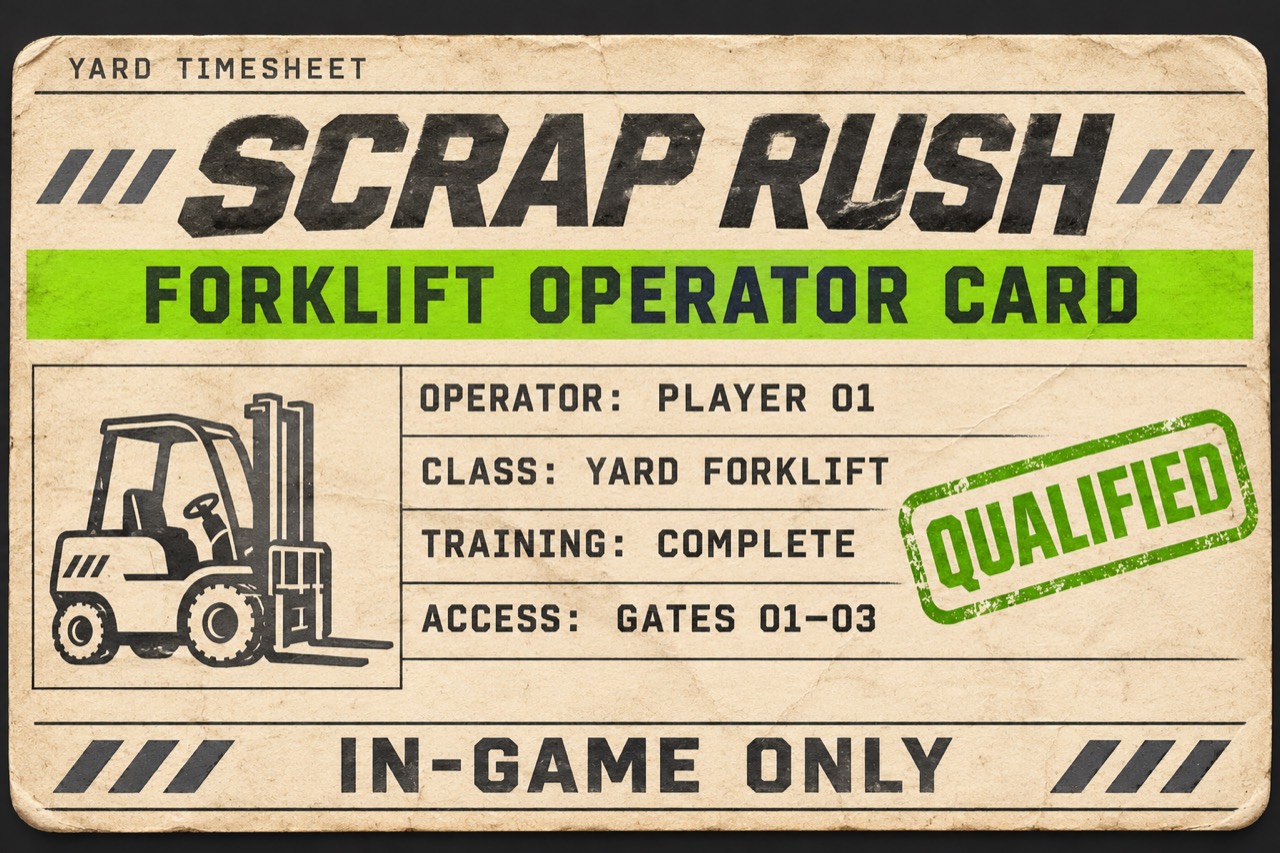 YARD TIMESHEET
SCRAP RUSH
FORKLIFT OPERATOR CARD
OPERATOR: PLAYER 01
CLASS: YARD FORKLIFT
TRAINING: COMPLETE
ACCESS: GATES 01–03
QUALIFIED
IN-GAME ONLY